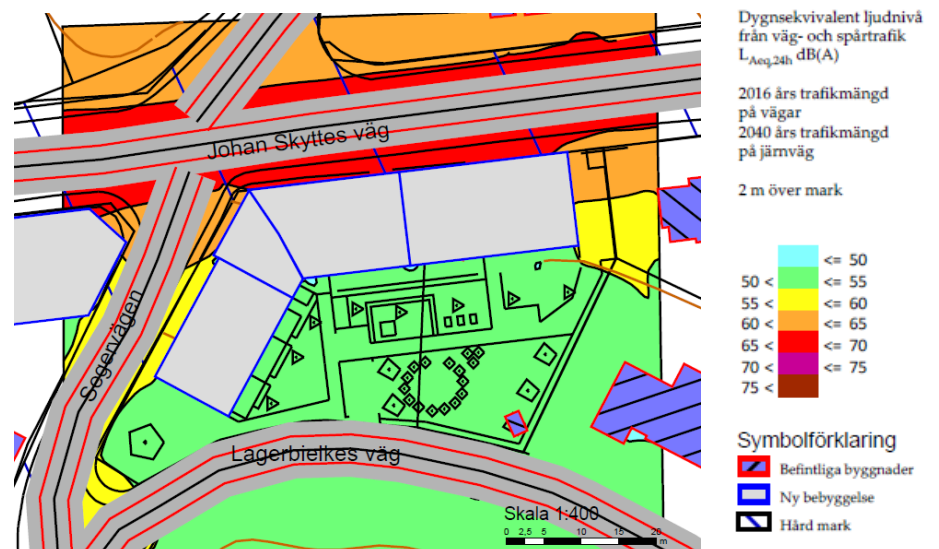 Johan Skyttes väg
Segervägen
Lagerbielkes väg
Skala 1:400
0 2,5 5 10 15 20
m
Dygnsekvivalent ljudnivå
från väg- och spårtrafik
L_Aeq,24h dB(A)
2016 års trafikmängd
på vägar
2040 års trafikmängd
på järnväg
2 m över mark
<= 50
50 < <= 55
55 < <= 60
60 < <= 65
65 < <= 70
70 < <= 75
75 <
Symbolförklaring
Befintliga byggnader
Ny bebyggelse
Hård mark